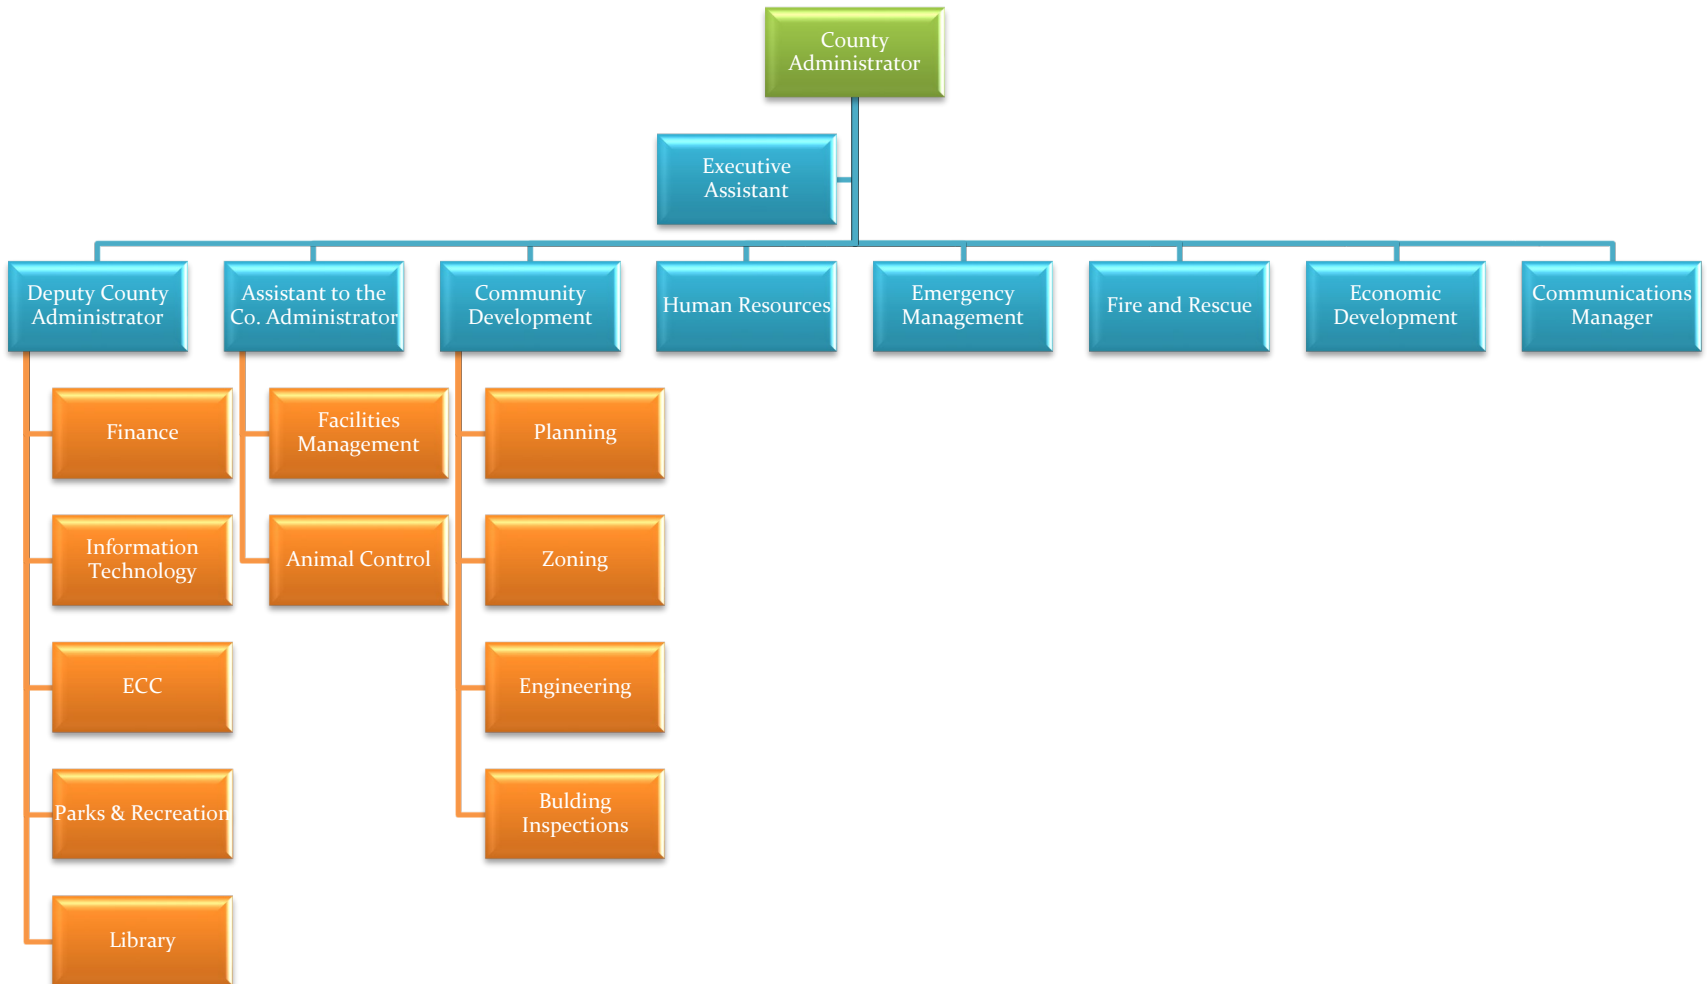 County
Administrator
Executive
Assistant
Deputy County
Administrator
Assistant to the
Co. Administrator
Community
Development
Human Resources
Emergency
Management
Fire and Rescue
Economic
Development
Communications
Manager
Finance
Information
Technology
ECC
Parks & Recreation
Library
Facilities
Management
Animal Control
Planning
Zoning
Engineering
Bulding
Inspections